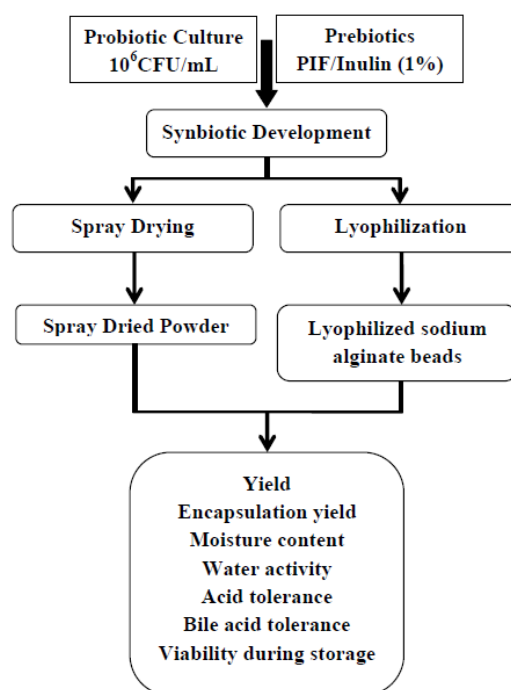 Probiotic Culture
10⁶CFU/mL
Prebiotics
PIF/Inulin (1%)
Synbiotic Development
Spray Drying
Lyophilization
Spray Dried Powder
Lyophilized sodium
alginate beads
Yield
Encapsulation yield
Moisture content
Water activity
Acid tolerance
Bile acid tolerance
Viability during storage